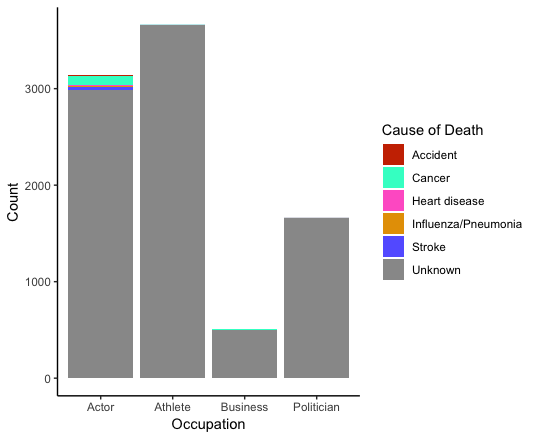 Count
3000
2000
1000
0
Actor
Athlete
Business
Politician
Occupation
Cause of Death
Accident
Cancer
Heart disease
Influenza/Pneumonia
Stroke
Unknown